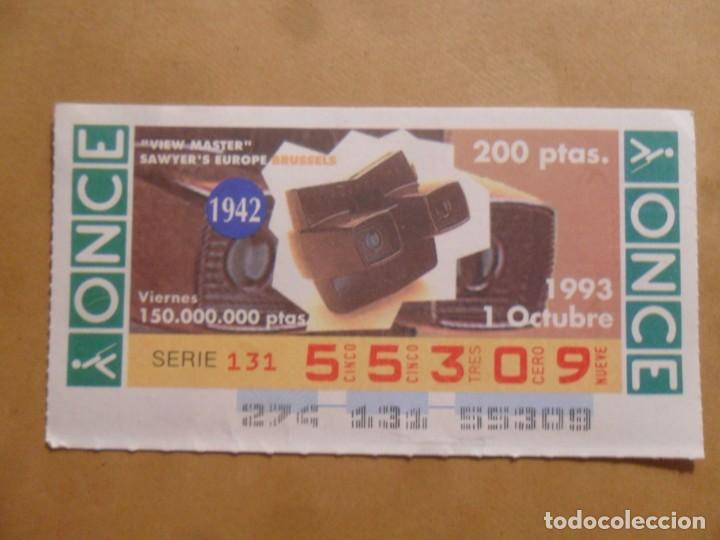 ONCE
"VIEW MASTER"
SAWYER'S EUROPE BRUSSELS
1942
200 ptas.
Viernes
150.000.000 ptas.
1993
1 Octubre
SERIE 131 5 CINCO 5 CINCO 3 TRES 0 CERO 9 NUEVE
274 131 55309
ONCE
todocoleccion